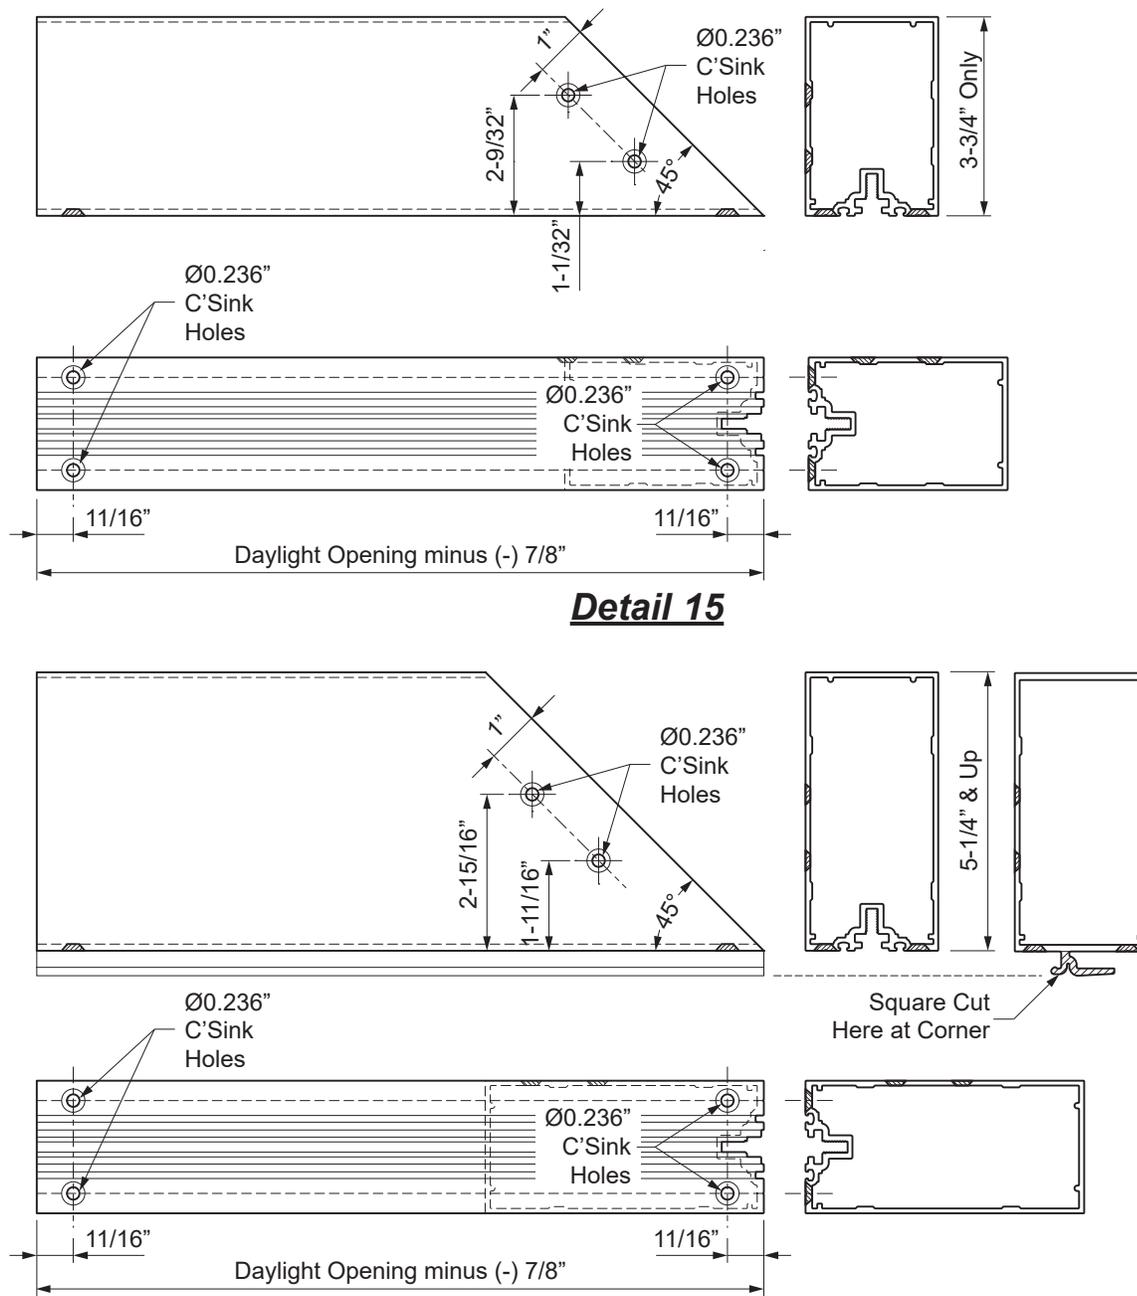 1”
Ø0.236”
C’Sink
Holes
2-9/32”
45°
1-1/32”
3-3/4” Only
Ø0.236”
C’Sink
Holes
Ø0.236”
C’Sink
Holes
11/16”
11/16”
Daylight Opening minus (-) 7/8”
Detail 15
1”
Ø0.236”
C’Sink
Holes
2-15/16”
1-11/16”
45°
5-1/4” & Up
Square Cut
Here at Corner
Ø0.236”
C’Sink
Holes
Ø0.236”
C’Sink
Holes
11/16”
11/16”
Daylight Opening minus (-) 7/8”